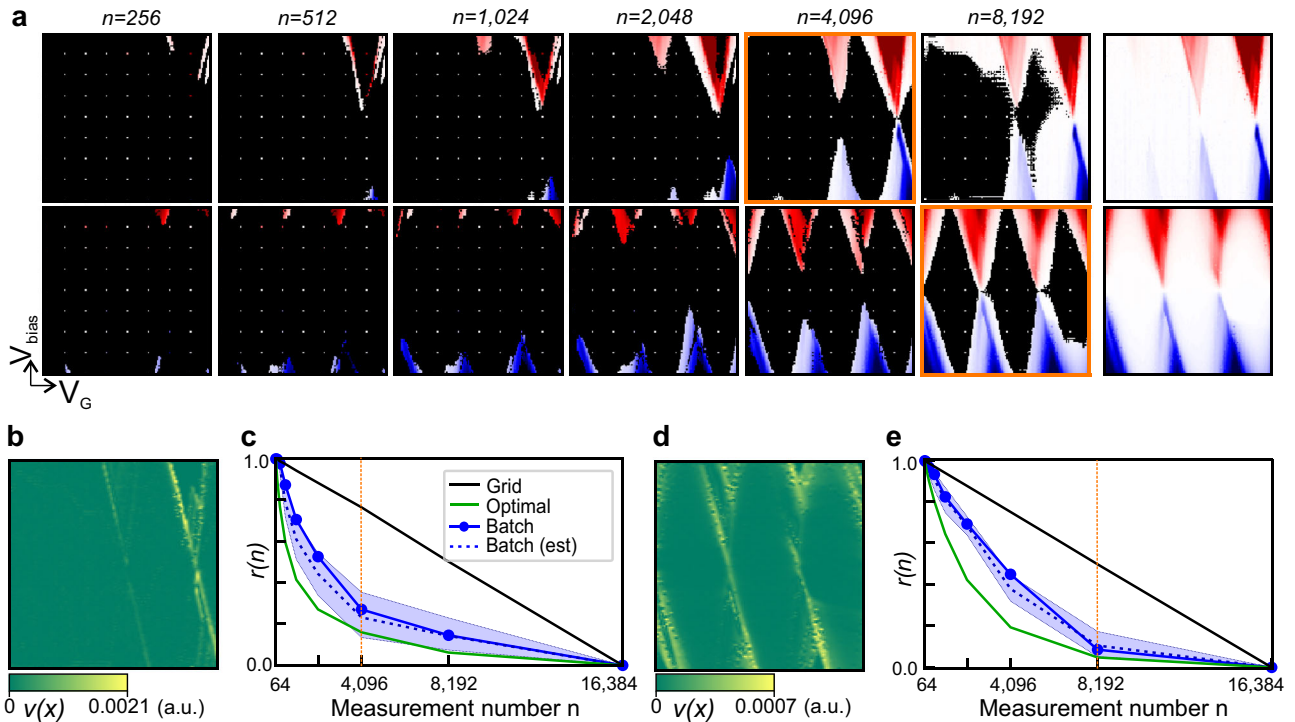 a
n=256 n=512 n=1,024 n=2,048 n=4,096 n=8,192
V_bias
V_G
b c d e
1.0
Grid
Optimal
Batch
Batch (est)
r(n)
0.0
64 4,096 8,192 16,384
Measurement number n
0 v(x) 0.0021 (a.u.)
1.0
r(n)
0.0
64 4,096 8,192 16,384
Measurement number n
0 v(x) 0.0007 (a.u.)